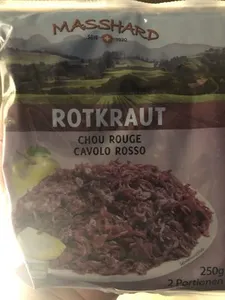 MASSHARD
ROTKRAUT
CHOU ROUGE
CAVOLO ROSSO
250g
2 Portionen